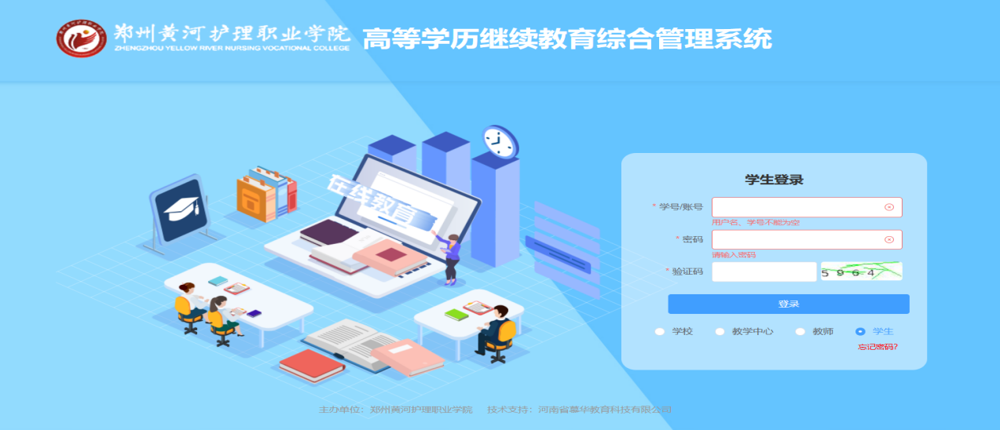 郑州黄河护理职业学院 高等学历继续教育综合管理系统
ZHENGZHOU YELLOW RIVER NURSING VOCATIONAL COLLEGE
在线教育
学生登录
* 学号/账号
用户名、学号不能为空
* 密码
请输入密码
* 验证码 5964
登录
学校 教学中心 教师 学生
忘记密码?
主办单位：郑州黄河护理职业学院 技术支持：河南省慕华教育科技有限公司